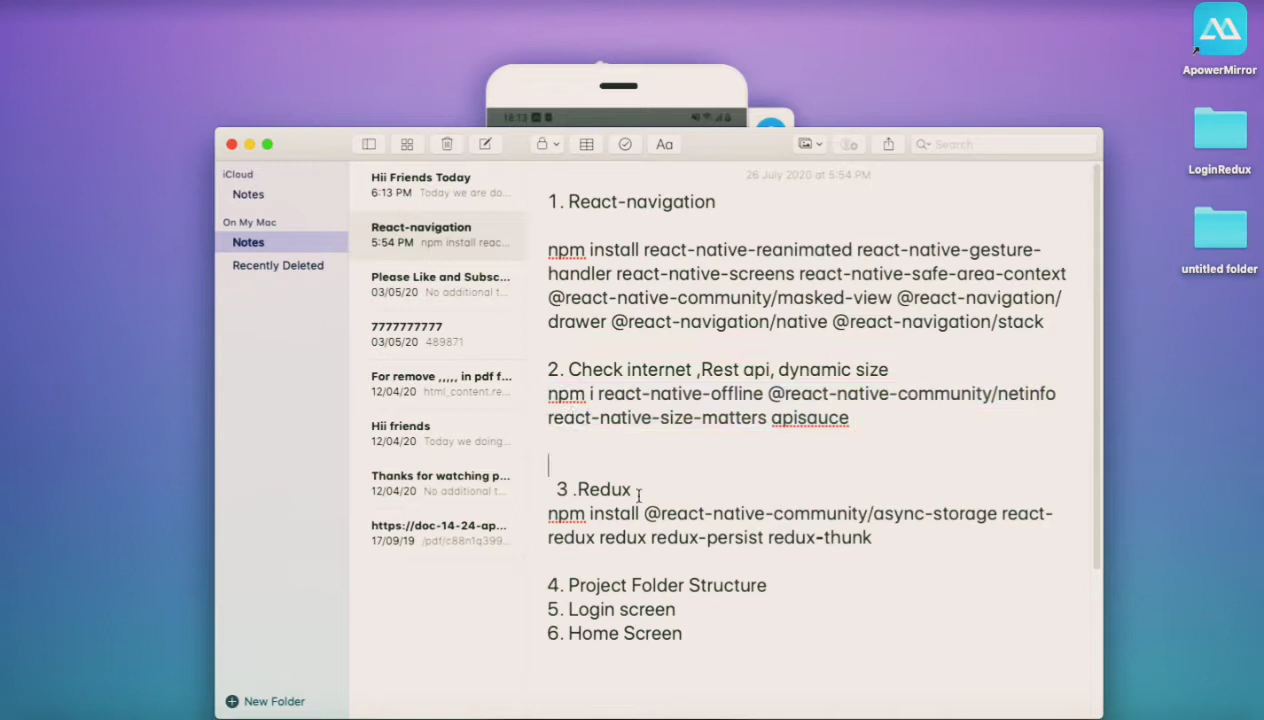 ApowerMirror
LoginRedux
untitled folder
18:13
Search
iCloud
Notes
On My Mac
Notes
Recently Deleted
New Folder
Hii Friends Today
6:13 PM Today we are do...
React-navigation
5:54 PM npm install reac...
Please Like and Subsc...
03/05/20 No additional t...
7777777777
03/05/20 489871
For remove ,,,,, in pdf f...
12/04/20 html_content.re...
Hii friends
12/04/20 Today we doing...
Thanks for watching p...
12/04/20 No additional t...
https://doc-14-24-ap...
17/09/19 /pdf/c88n1q399...
Aa
26 July 2020 at 5:54 PM
1. React-navigation
npm install react-native-reanimated react-native-gesture-
handler react-native-screens react-native-safe-area-context
@react-native-community/masked-view @react-navigation/
drawer @react-navigation/native @react-navigation/stack
2. Check internet ,Rest api, dynamic size
npm i react-native-offline @react-native-community/netinfo
react-native-size-matters apisauce
3 .Redux
npm install @react-native-community/async-storage react-
redux redux redux-persist redux-thunk
4. Project Folder Structure
5. Login screen
6. Home Screen